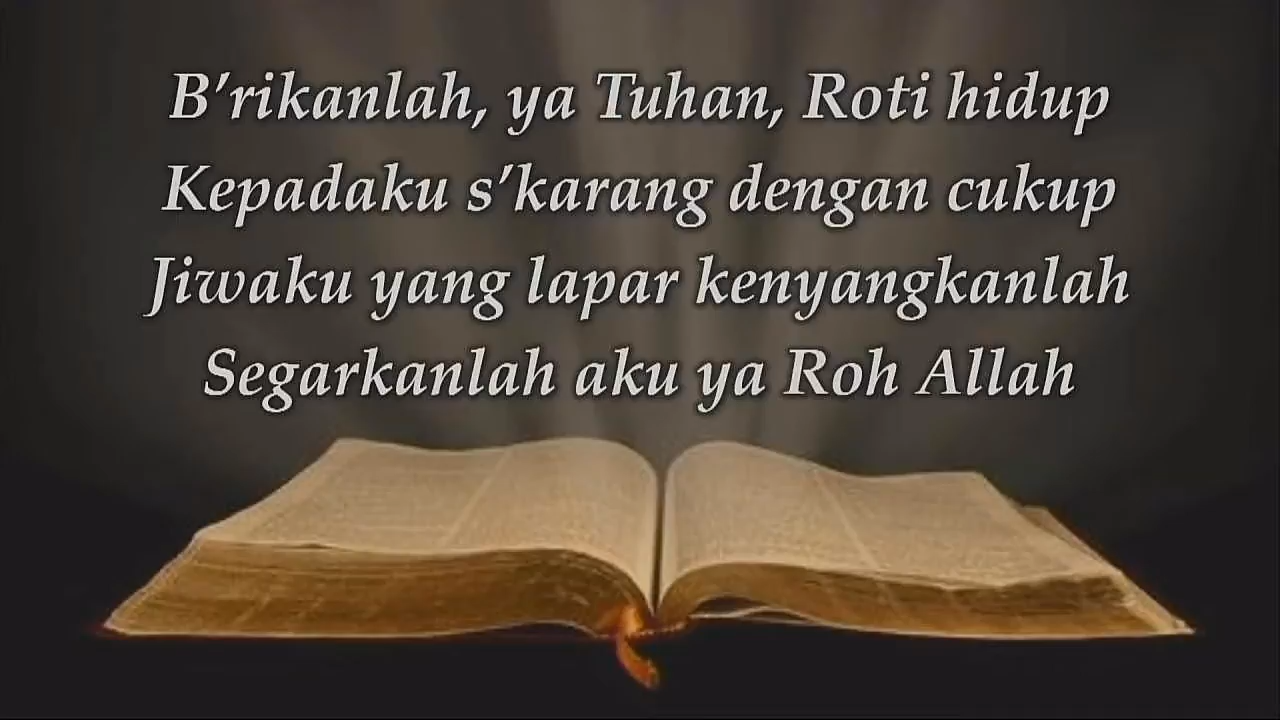 B’rikanlah, ya Tuhan, Roti hidup
Kepadaku s’karang dengan cukup
Jiwaku yang lapar kenyangkanlah
Segarkanlah aku ya Roh Allah